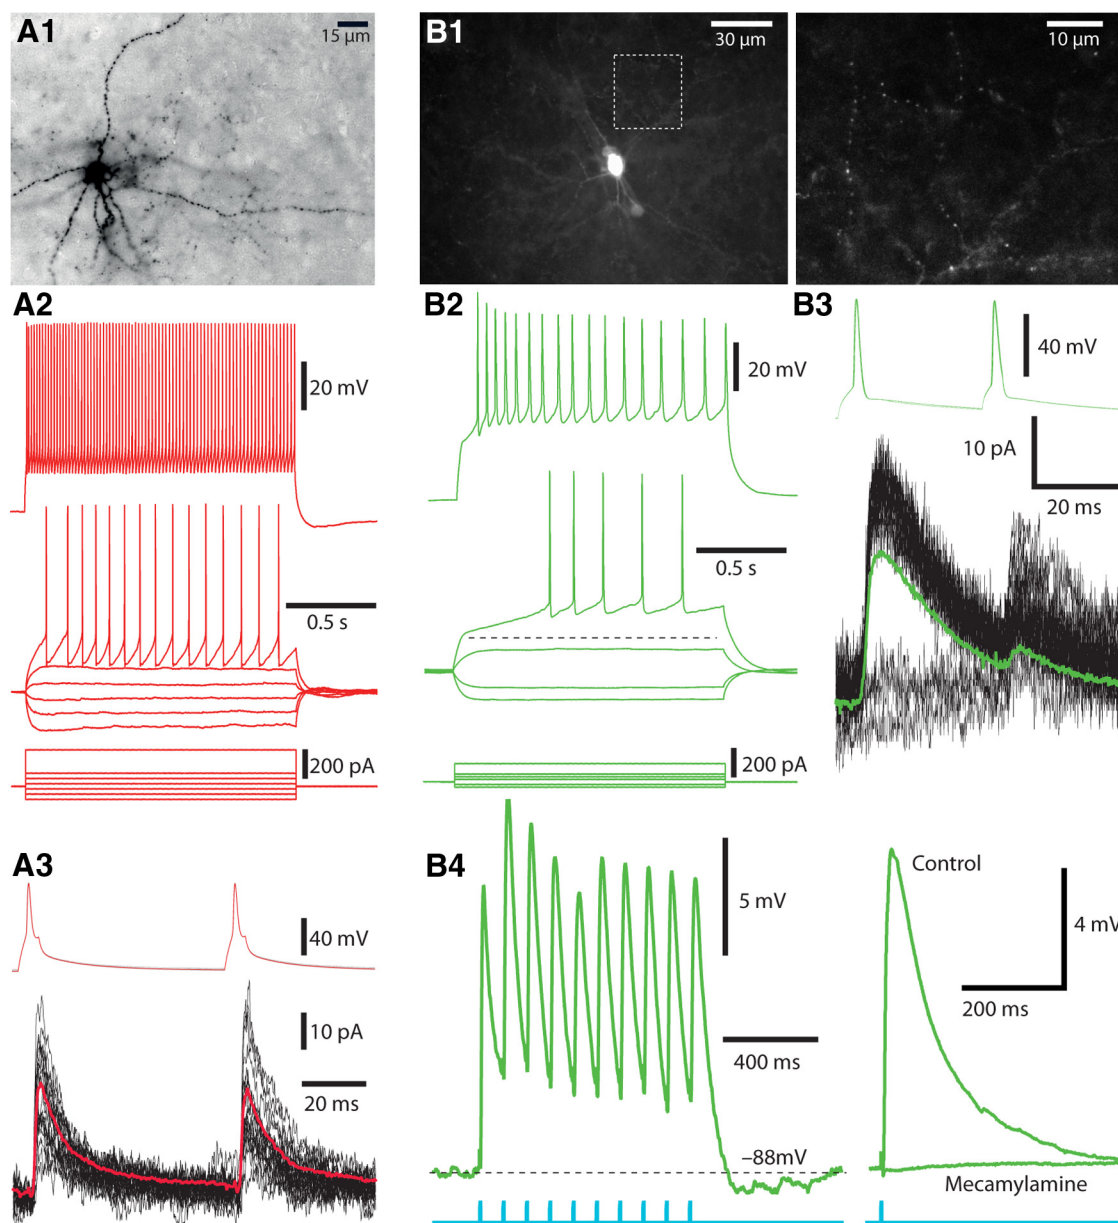 A1
15 µm
B1
30 µm
10 µm
A2
20 mV
0.5 s
200 pA
B2
20 mV
0.5 s
200 pA
B3
40 mV
10 pA
20 ms
A3
40 mV
10 pA
20 ms
B4
5 mV
400 ms
–88mV
Control
4 mV
200 ms
Mecamylamine